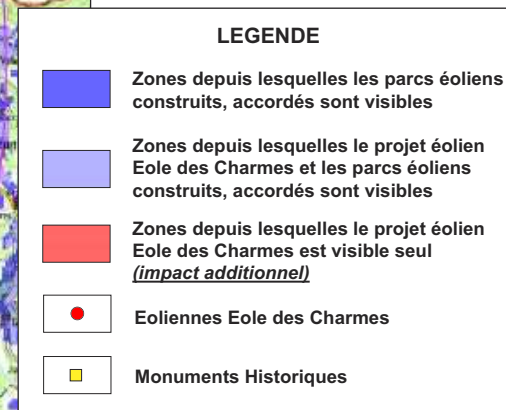 LEGENDE
Zones depuis lesquelles les parcs éoliens
construits, accordés sont visibles
Zones depuis lesquelles le projet éolien
Eole des Charmes et les parcs éoliens
construits, accordés sont visibles
Zones depuis lesquelles le projet éolien
Eole des Charmes est visible seul
(impact additionnel)
Eoliennes Eole des Charmes
Monuments Historiques